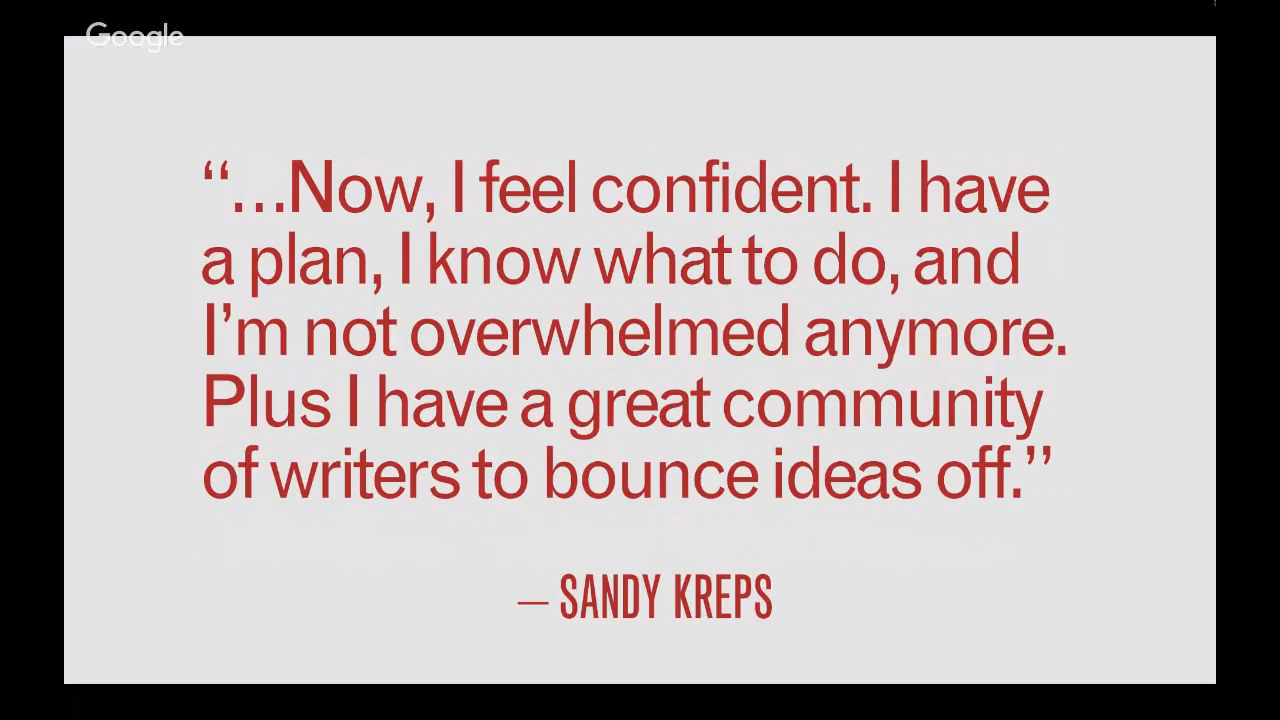 Google
“…Now, I feel confident. I have
a plan, I know what to do, and
I’m not overwhelmed anymore.
Plus I have a great community
of writers to bounce ideas off.”
— SANDY KREPS